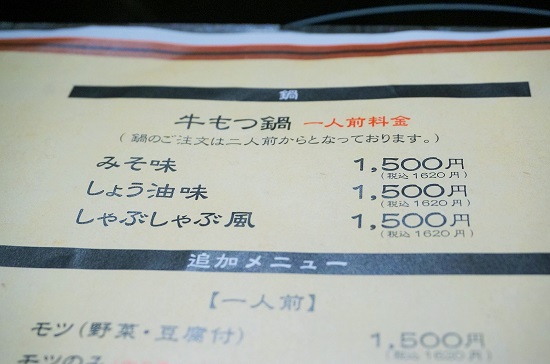 鍋
牛もつ鍋 一人前料金
(鍋のご注文は二人前からとなっております。)
みそ味 1,500円
(税込1620円)
しょう油味 1,500円
(税込1620円)
しゃぶしゃぶ風 1,500円
(税込1620円)
追加メニュー
【一人前】
モツ(野菜・豆腐付) 1,500円
(税込1620円)
モツのみ